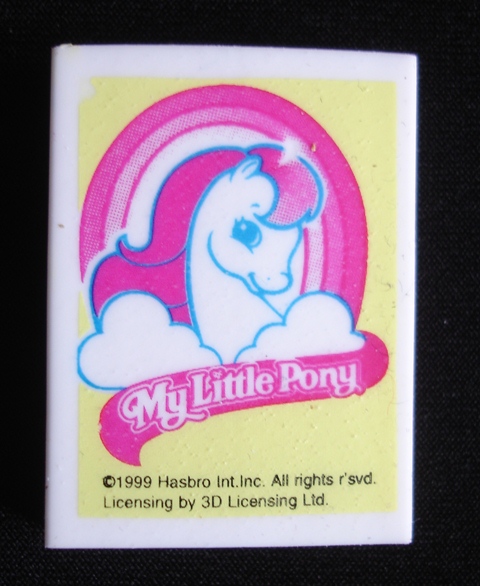 My Little Pony
©1999 Hasbro Int.Inc. All rights r'svd.
Licensing by 3D Licensing Ltd.